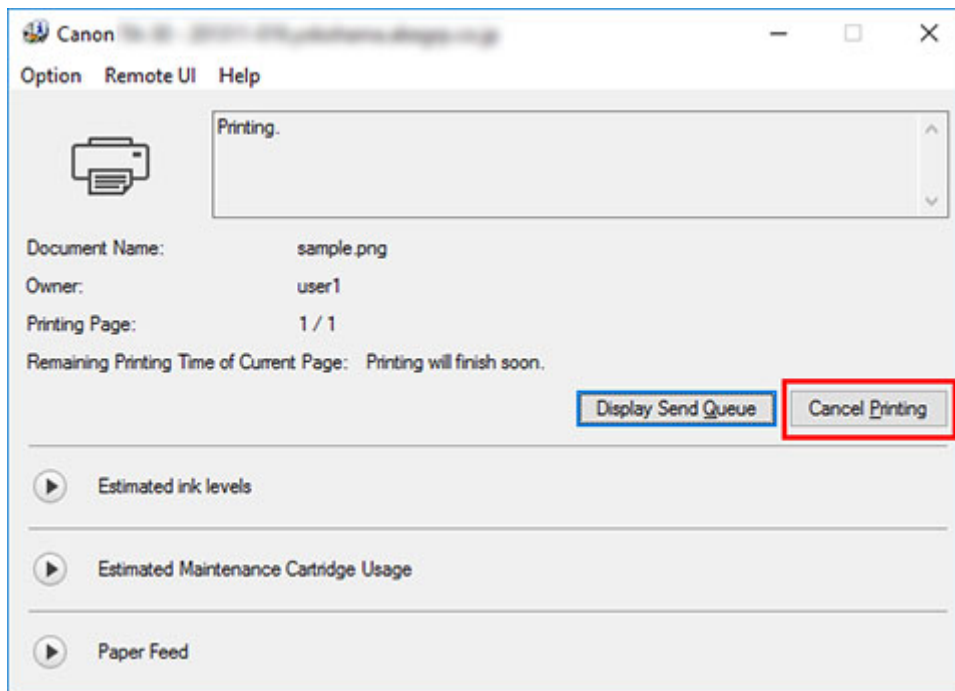 Canon
Option Remote UI Help
Printing.
Document Name: sample.png
Owner: user1
Printing Page: 1 / 1
Remaining Printing Time of Current Page: Printing will finish soon.
Display Send Queue Cancel Printing
Estimated ink levels
Estimated Maintenance Cartridge Usage
Paper Feed